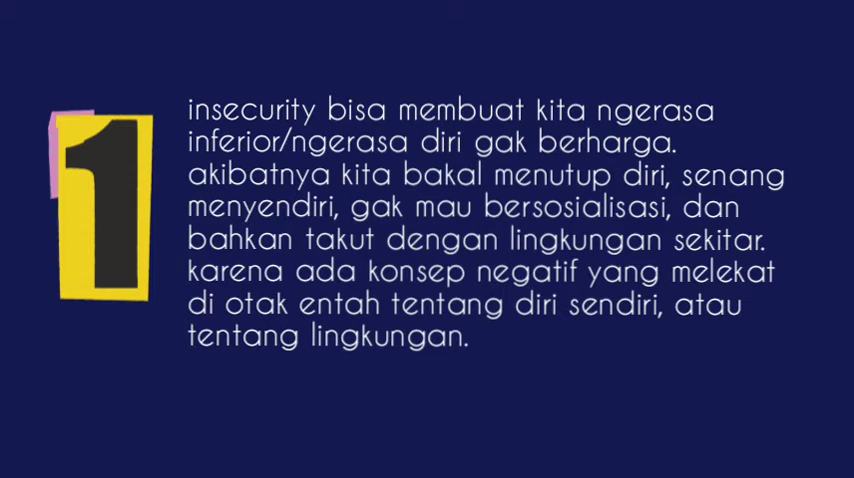 1
insecurity bisa membuat kita ngerasa
inferior/ngerasa diri gak berharga.
akibatnya kita bakal menutup diri, senang
menyendiri, gak mau bersosialisasi, dan
bahkan takut dengan lingkungan sekitar.
karena ada konsep negatif yang melekat
di otak entah tentang diri sendiri, atau
tentang lingkungan.